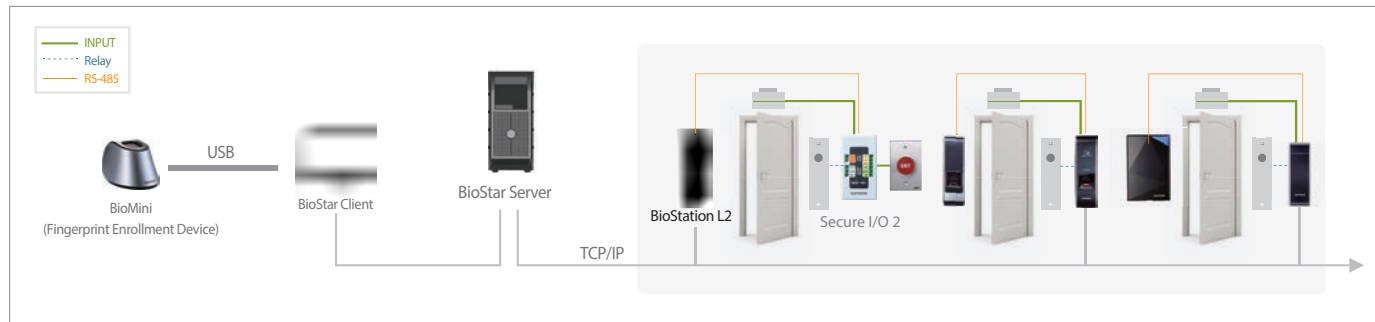 INPUT
Relay
RS-485
USB
BioMini
(Fingerprint Enrollment Device)
BioStar Client
BioStar Server
TCP/IP
BioStation L2
Secure I/O 2
EXIT